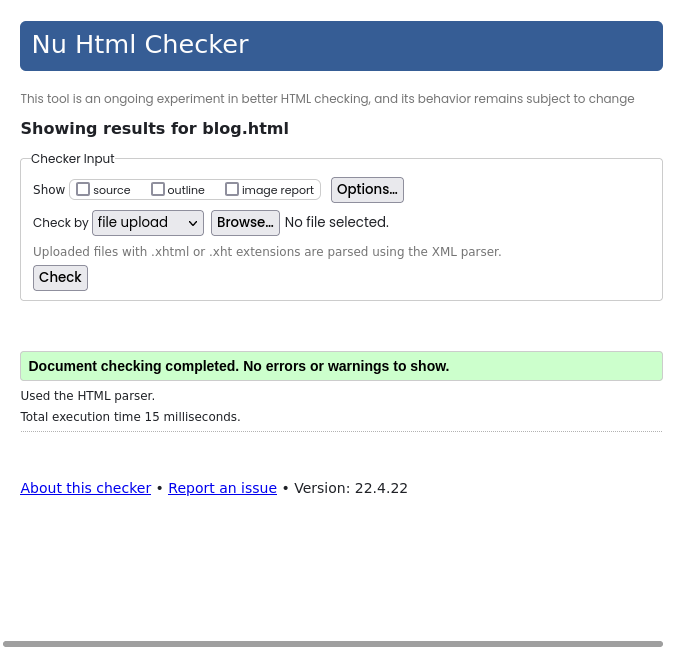 Nu Html Checker
This tool is an ongoing experiment in better HTML checking, and its behavior remains subject to change
Showing results for blog.html
Checker Input
Show source outline image report Options...
Check by file upload Browse... No file selected.
Uploaded files with .xhtml or .xht extensions are parsed using the XML parser.
Check
Document checking completed. No errors or warnings to show.
Used the HTML parser.
Total execution time 15 milliseconds.
About this checker • Report an issue • Version: 22.4.22